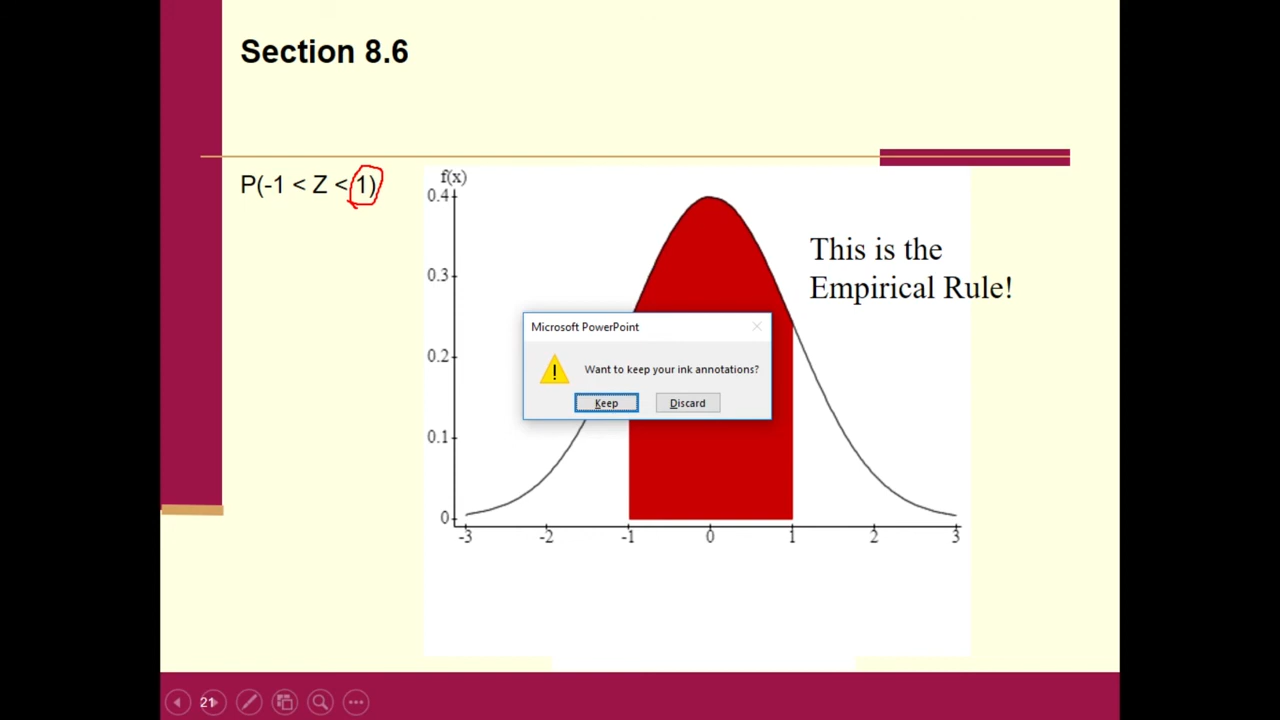 Section 8.6
P(-1 < Z < 1)
f(x)
0.4
0.3
0.2
0.1
0
-3 -2 -1 0 1 2 3
This is the
Empirical Rule!
Microsoft PowerPoint
Want to keep your ink annotations?
Keep Discard
21